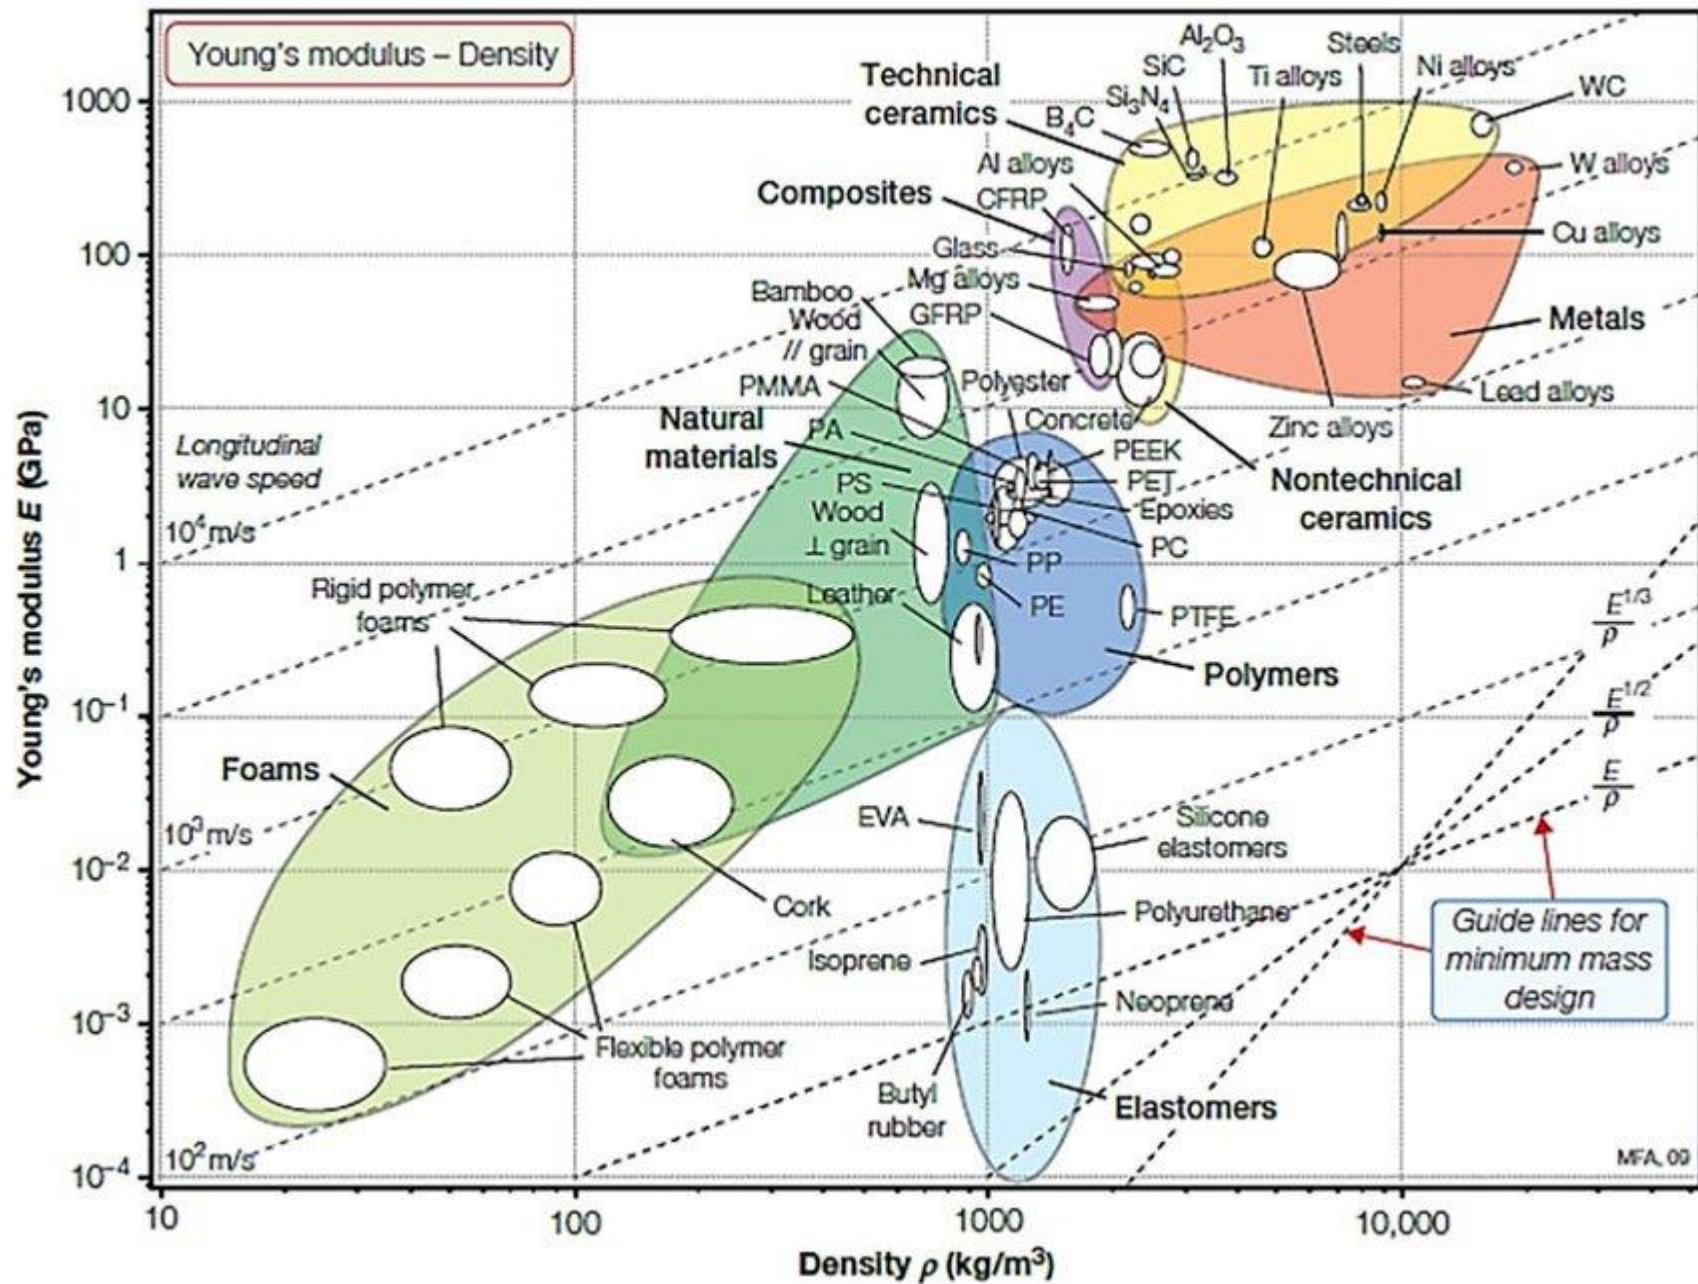 Young's modulus – Density
Technical
ceramics
Al₂O₃
SiC
Si₃N₄
B₄C
Ti alloys
Steels
Ni alloys
WC
Al alloys
W alloys
Composites
CFRP
Cu alloys
Glass
Mg alloys
GFRP
Metals
Bamboo
Wood
// grain
PMMA
Polyester
Lead alloys
Natural
materials
PA
Concrete
Zinc alloys
PEEK
PET
Nontechnical
ceramics
PS
Epoxies
Wood
⊥ grain
PC
PP
PE
Leather
PTFE
Polymers
Longitudinal
wave speed
10⁴ m/s
Rigid polymer
foams
Foams
10³ m/s
EVA
Silicone
elastomers
Cork
Polyurethane
Isoprene
Neoprene
Flexible polymer
foams
Butyl
rubber
Elastomers
10² m/s
E¹/³
ρ
E¹/²
ρ
E
ρ
Guide lines for
minimum mass
design
MFA, 09
Young's modulus E (GPa)
1000
100
10
1
10⁻¹
10⁻²
10⁻³
10⁻⁴
10
100
1000
10,000
Density ρ (kg/m³)